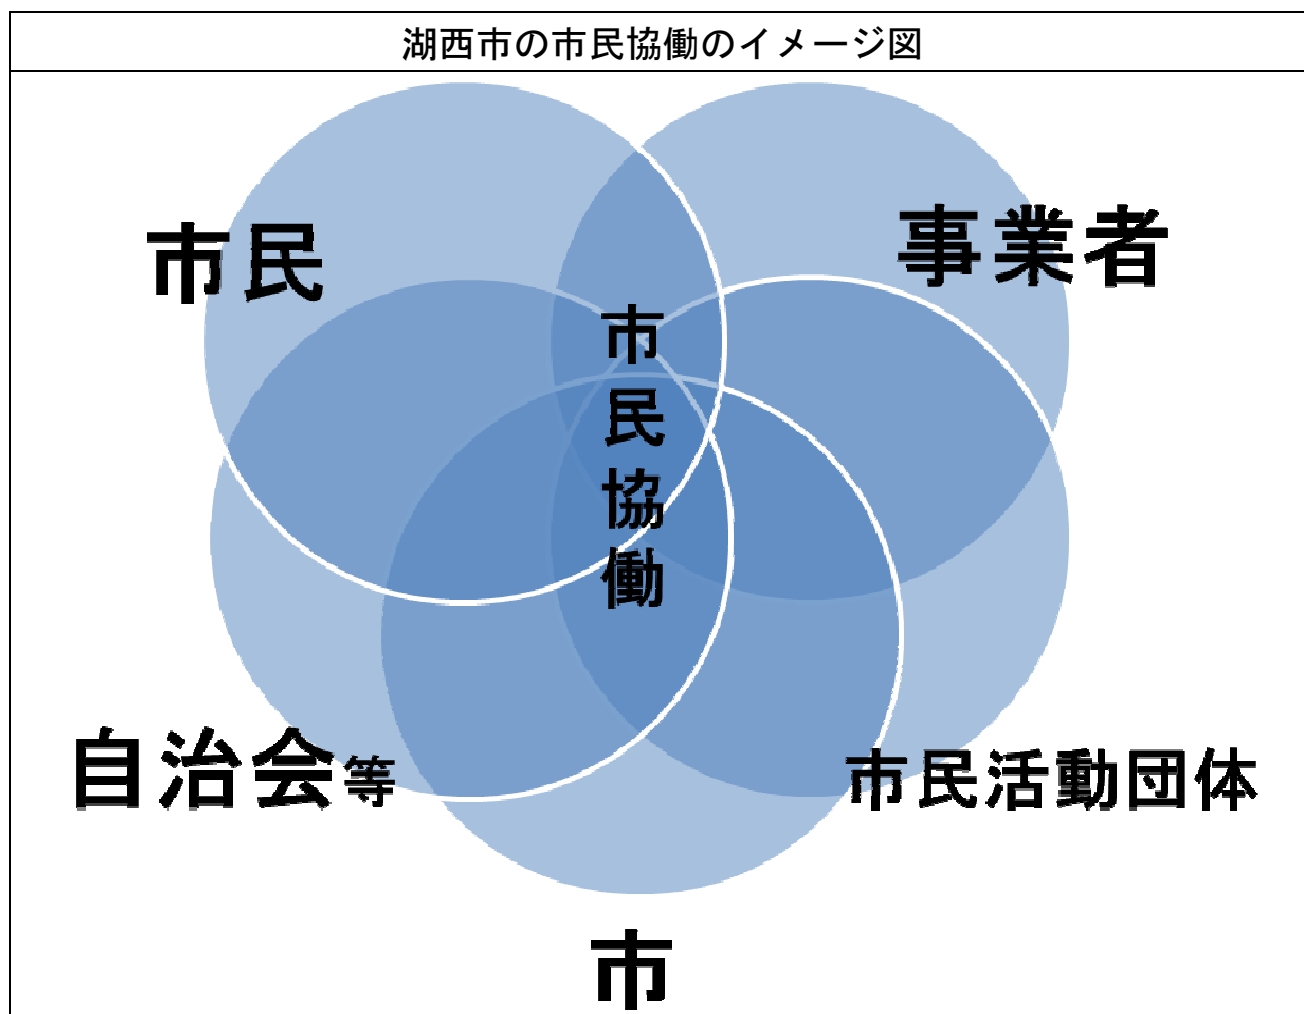 湖西市の市民協働のイメージ図
市民
事業者
市民協働
自治会等
市民活動団体
市